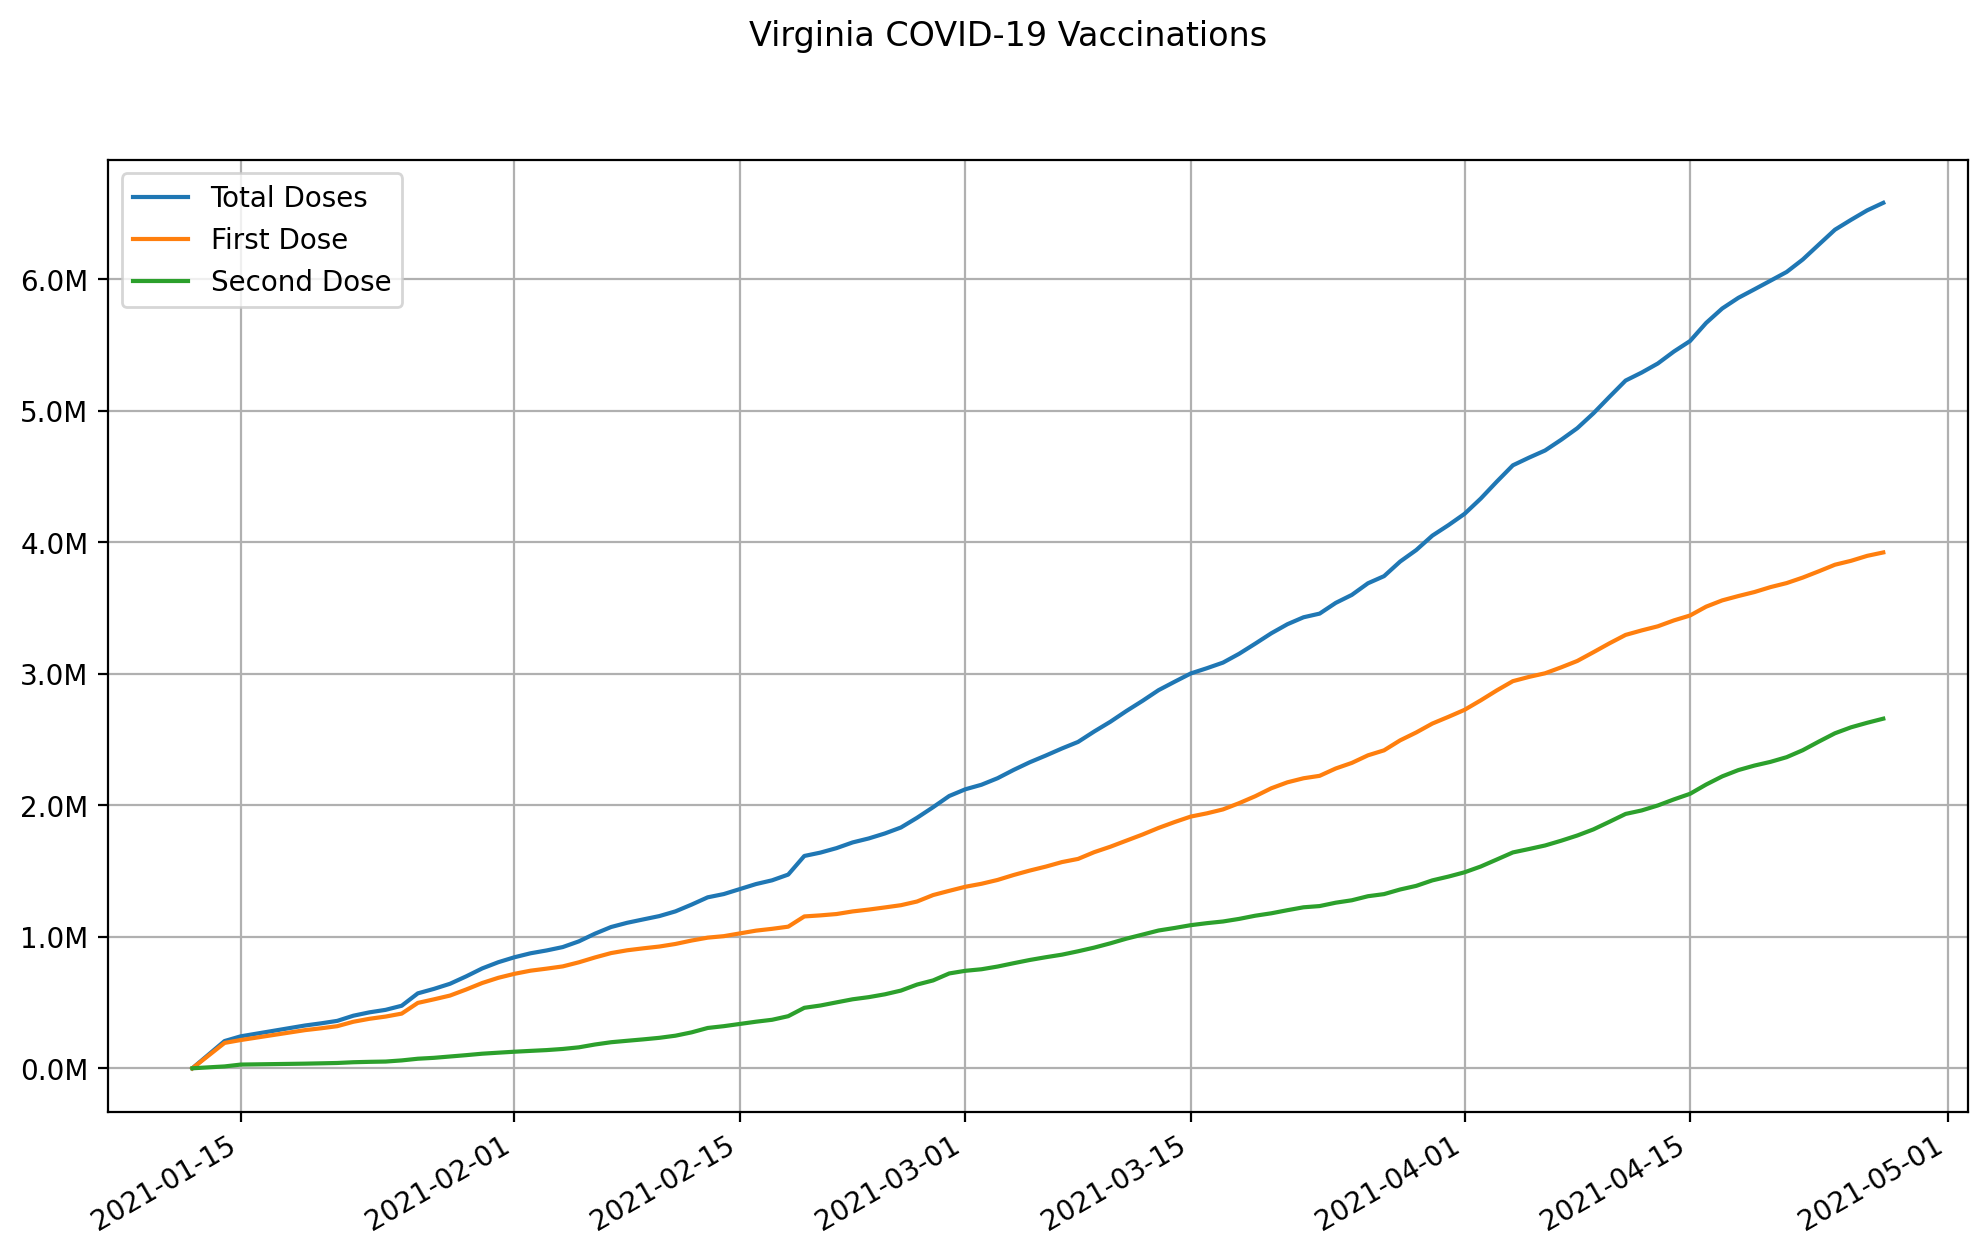 Virginia COVID-19 Vaccinations
Total Doses
First Dose
Second Dose
6.0M
5.0M
4.0M
3.0M
2.0M
1.0M
0.0M
2021-01-15
2021-02-01
2021-02-15
2021-03-01
2021-03-15
2021-04-01
2021-04-15
2021-05-01